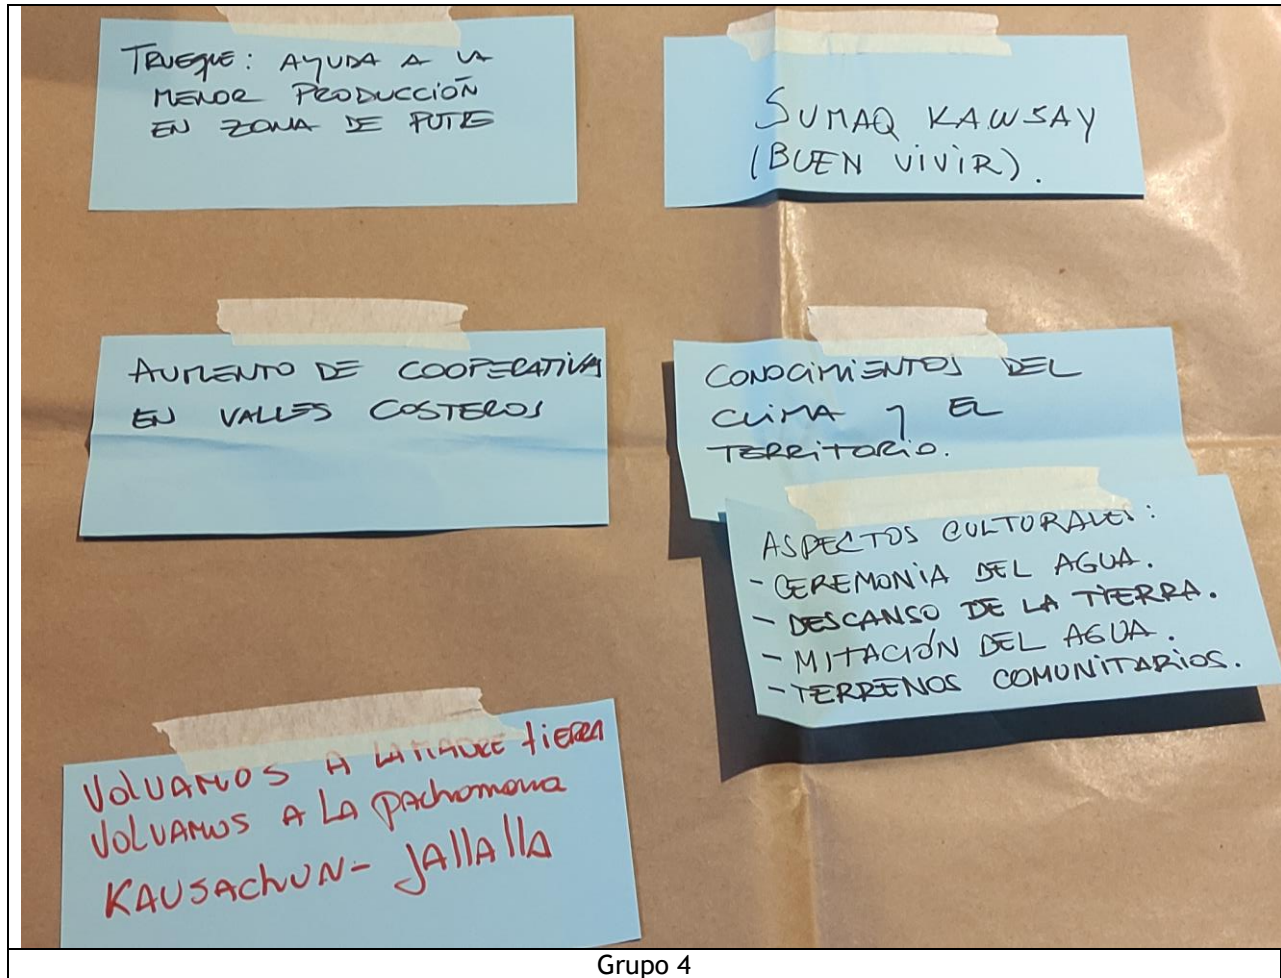 TRUEQUE: AYUDA A LA
MENOR PRODUCCIÓN
EN ZONA DE PUTRE
SUMAQ KAWSAY
(BUEN VIVIR).
AUMENTO DE COOPERATIVA
EN VALLES COSTEROS
CONOCIMIENTOS DEL
CLIMA Y EL
TERRITORIO.
ASPECTOS CULTURALES:
- CEREMONIA DEL AGUA.
- DESCANSO DE LA TIERRA.
- MITACIÓN DEL AGUA.
- TERRENOS COMUNITARIOS.
VOLVAMOS A LA MADRE tiERRA
VOLVAMOS A LA pachamama
KAUSAchUN- JAllAllA
Grupo 4